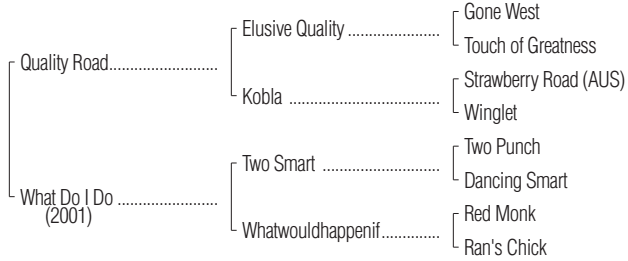 Gone West
Elusive Quality ...................
Touch of Greatness
Quality Road..........................
Strawberry Road (AUS)
Kobla ...............................
Winglet
Two Punch
Two Smart ........................
Dancing Smart
What Do I Do ........................
(2001)
Red Monk
Whatwouldhappenif..............
Ran's Chick